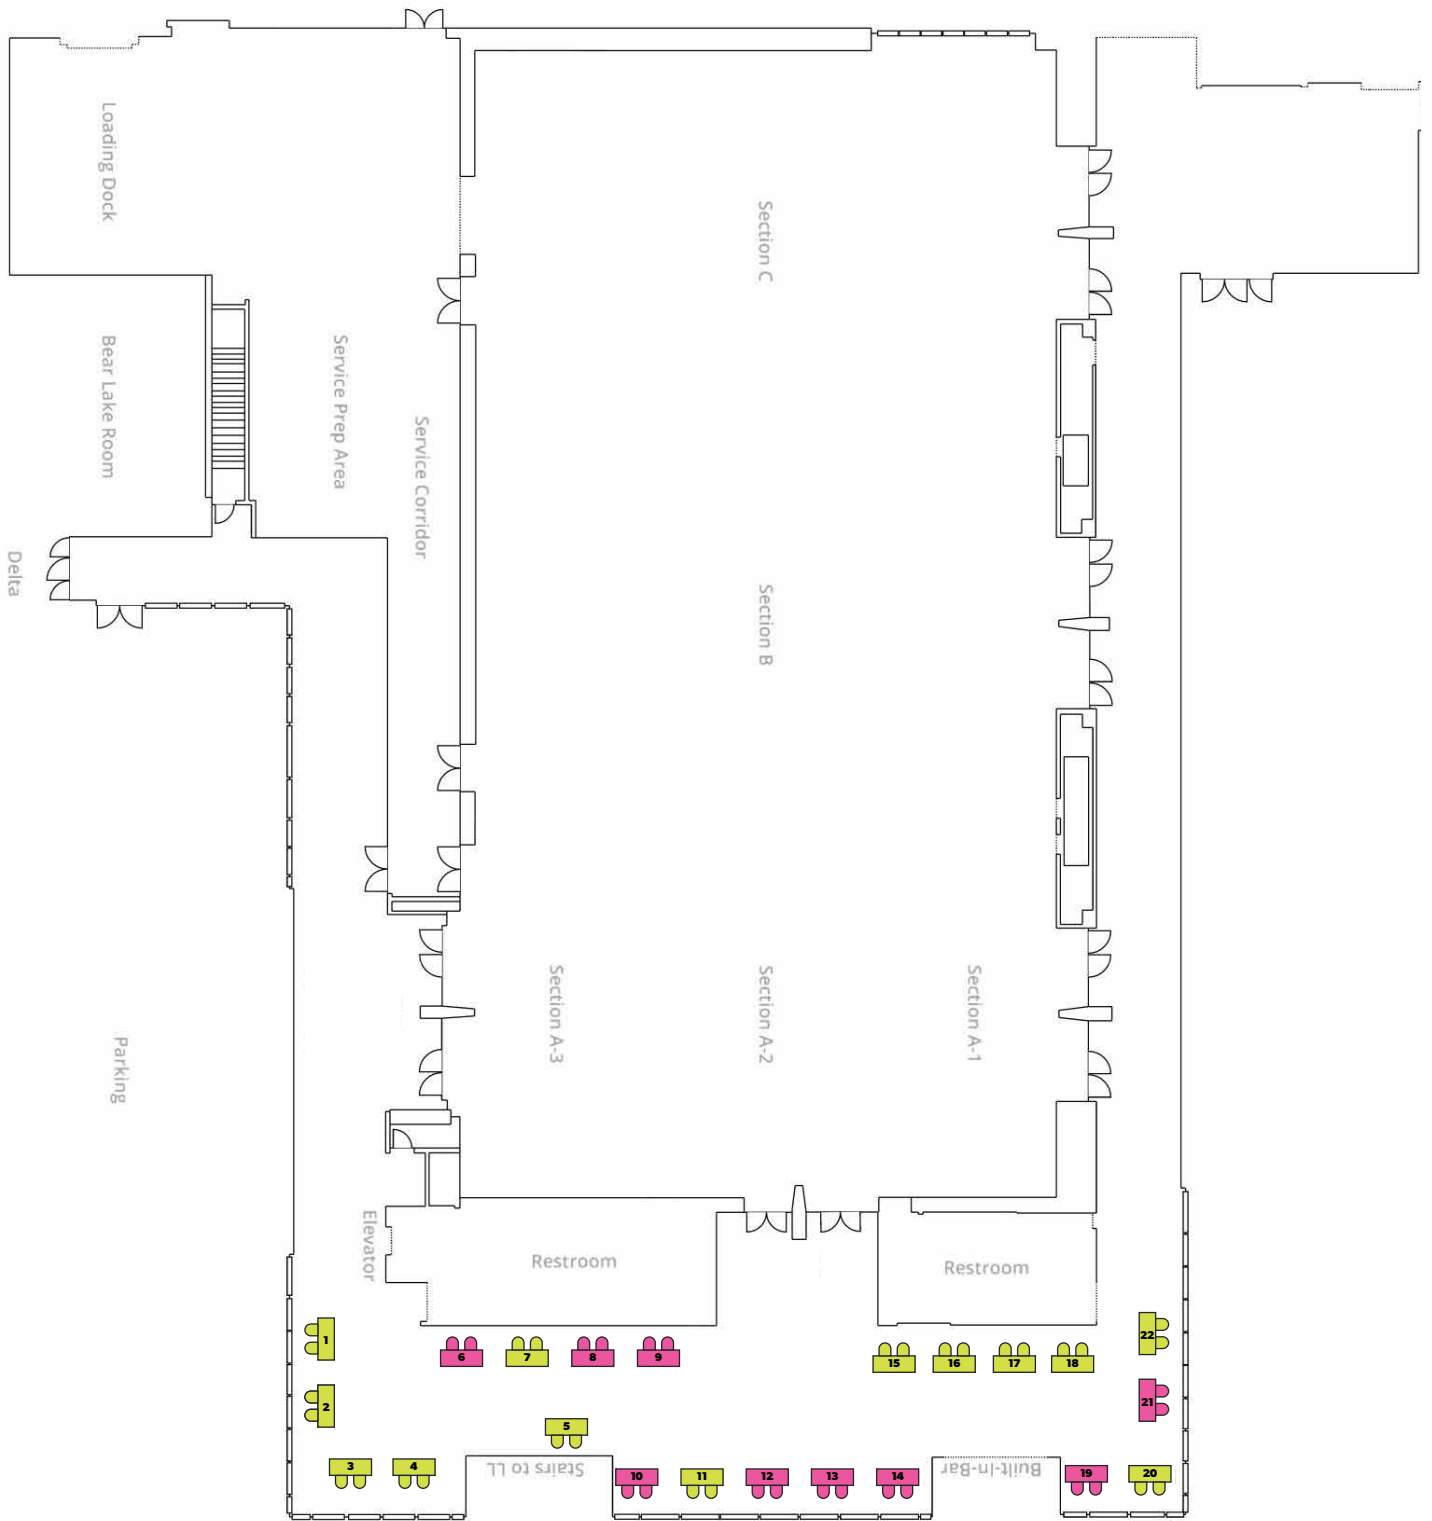 Loading Dock
Section C
Bear Lake Room
Service Prep Area
Service Corridor
Delta
Section B
Section A-3
Section A-2
Section A-1
Parking
Elevator
Restroom
Restroom
1
22
6
7
8
9
15
16
17
18
2
21
5
3
4
Stairs to LL
Built-In-Bar
10
11
12
13
14
19
20